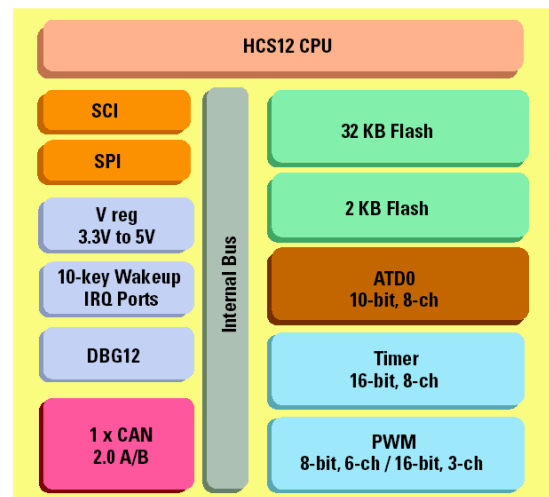 HCS12 CPU
SCI
SPI
V reg
3.3V to 5V
10-key Wakeup
IRQ Ports
DBG12
1 x CAN
2.0 A/B
Internal Bus
32 KB Flash
2 KB Flash
ATD0
10-bit, 8-ch
Timer
16-bit, 8-ch
PWM
8-bit, 6-ch / 16-bit, 3-ch